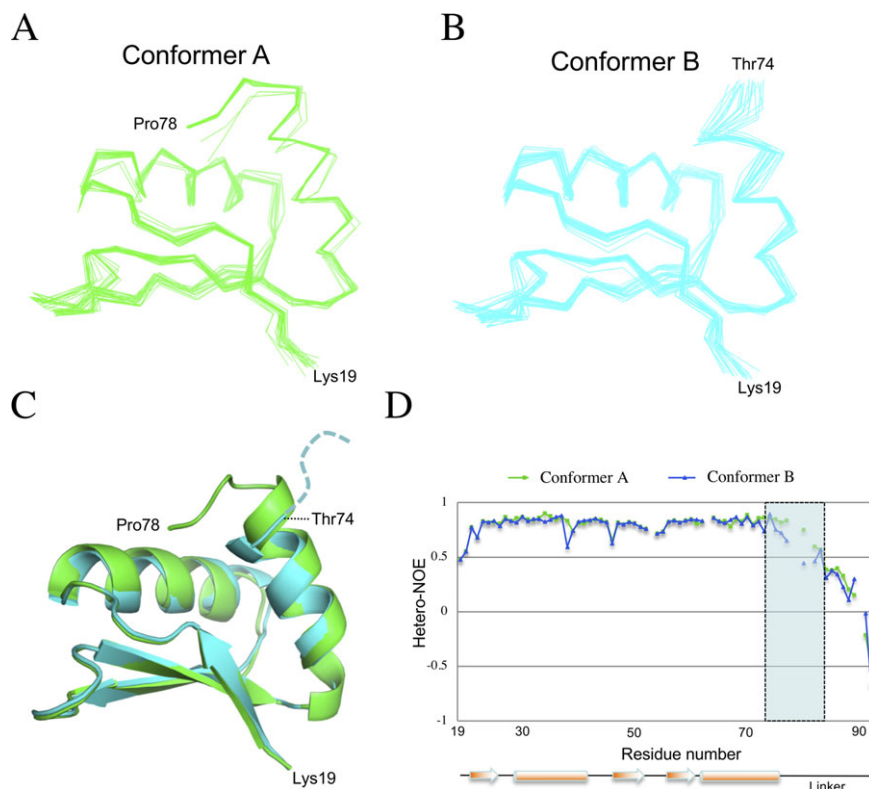 A
Conformer A
Pro78
Lys19
B
Conformer B
Thr74
Lys19
C
Pro78
Thr74
Lys19
D
Conformer A
Conformer B
Hetero-NOE
1
0.5
0
-0.5
-1
19
30
50
70
90
Residue number
Linker